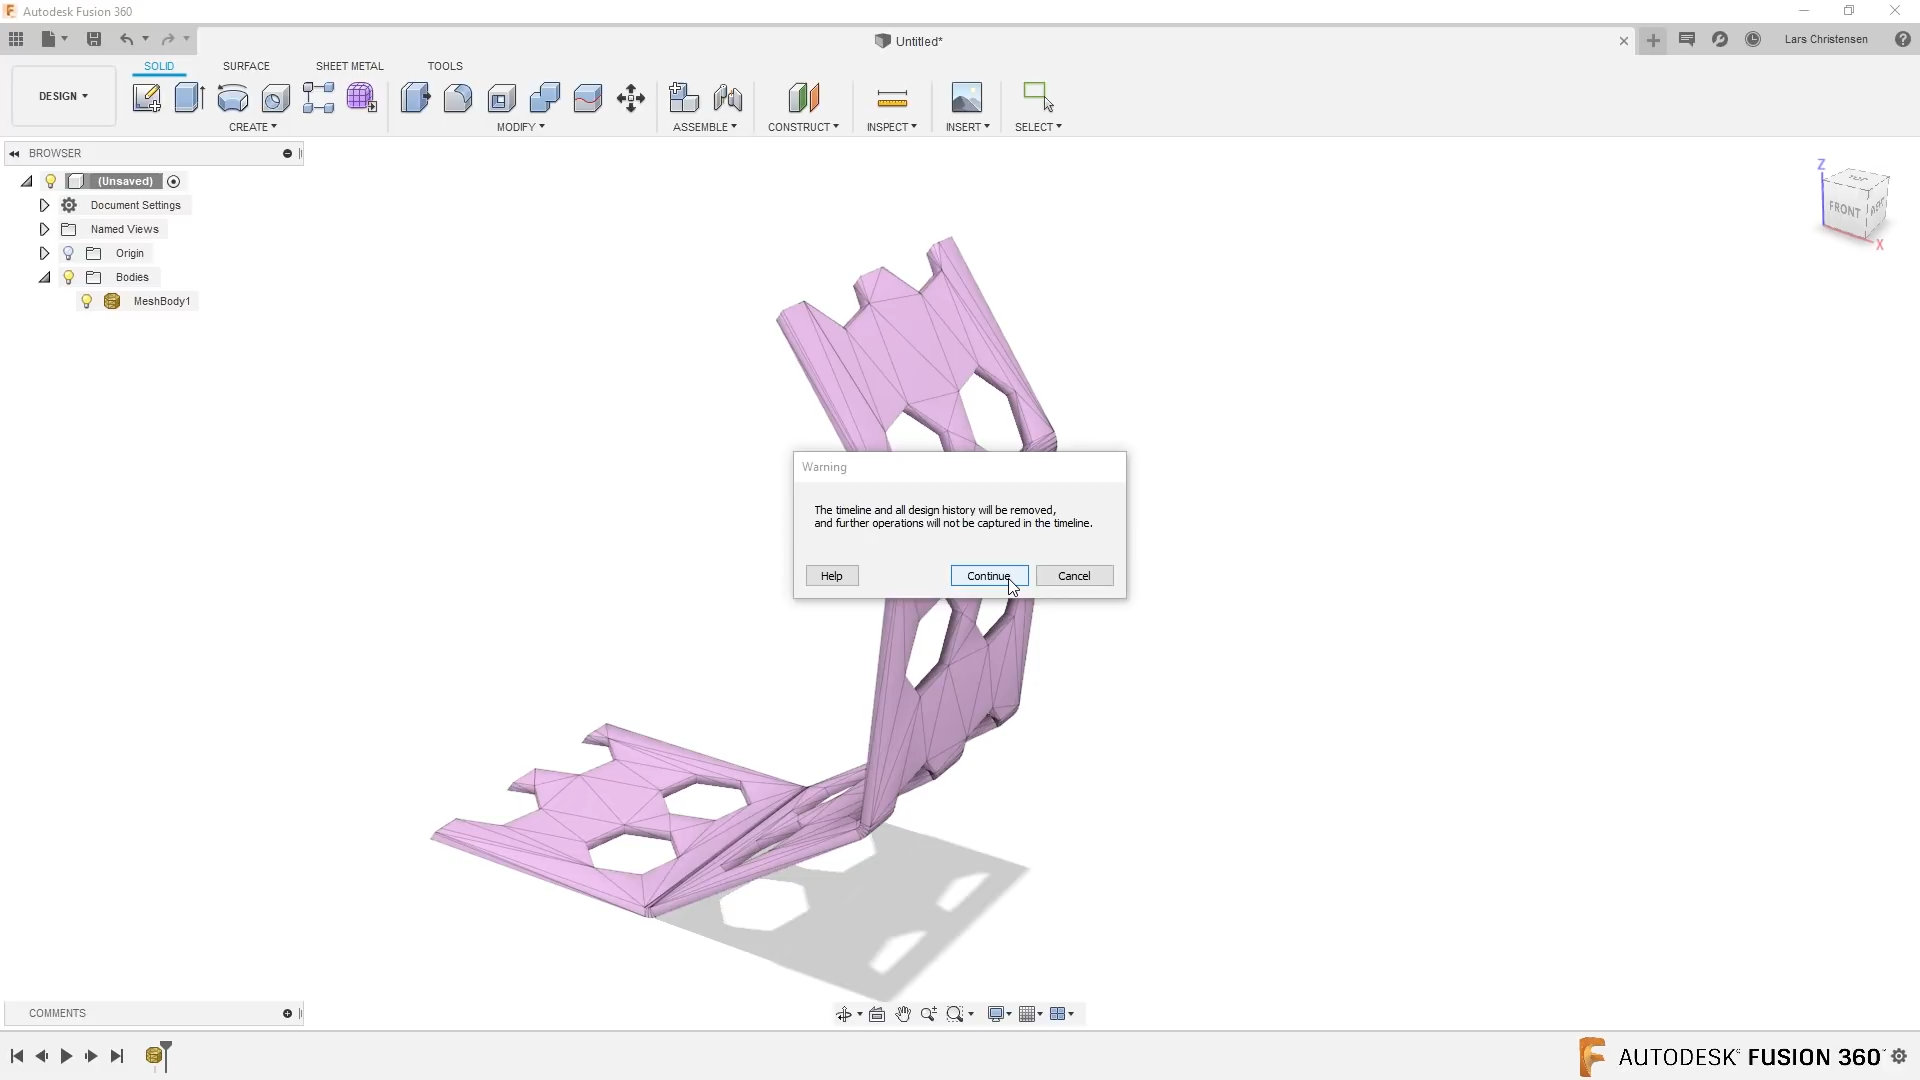 Autodesk Fusion 360
Untitled*
Lars Christensen
SOLID
SURFACE
SHEET METAL
TOOLS
DESIGN
CREATE
MODIFY
ASSEMBLE
CONSTRUCT
INSPECT
INSERT
SELECT
BROWSER
(Unsaved)
Document Settings
Named Views
Origin
Bodies
MeshBody1
Z
TOP
FRONT
RIGHT
X
Warning
The timeline and all design history will be removed,
and further operations will not be captured in the timeline.
Help
Continue
Cancel
COMMENTS
AUTODESK FUSION 360